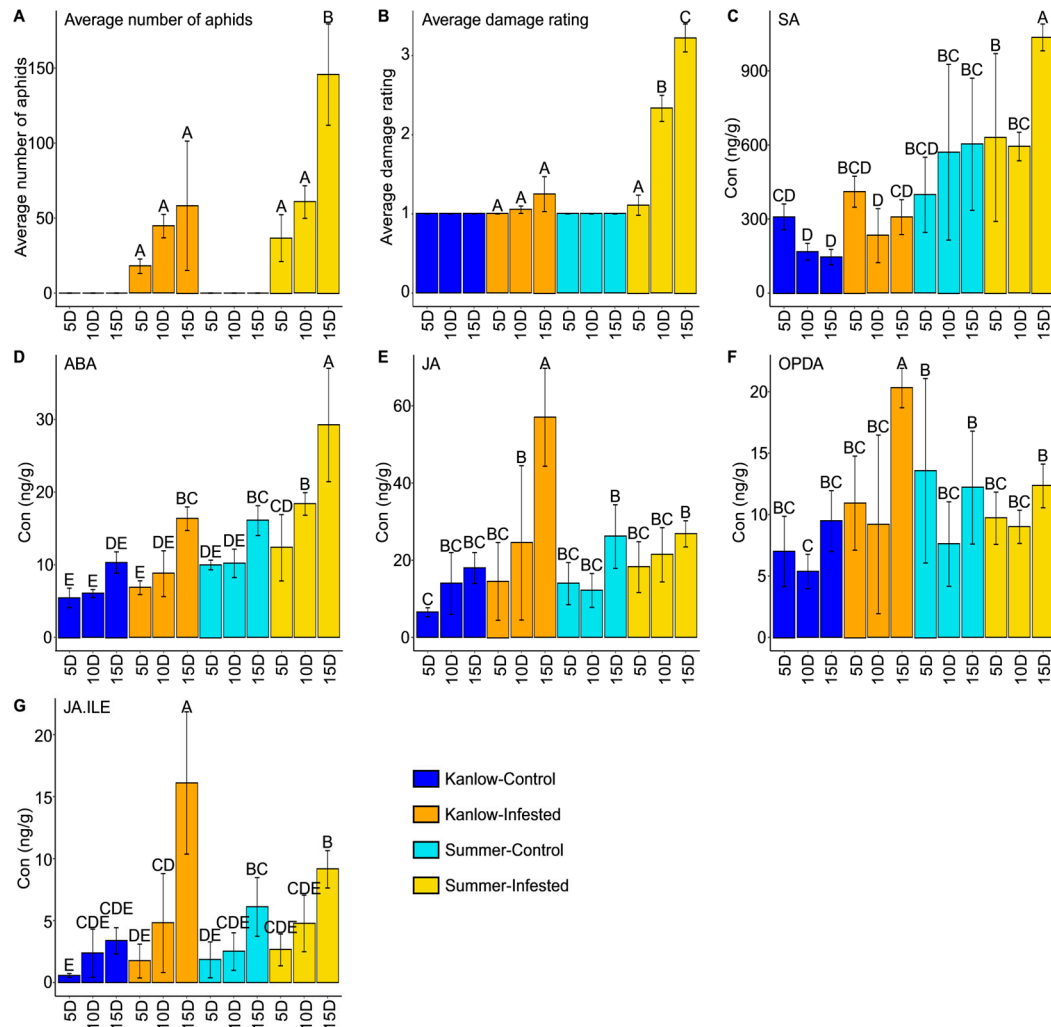 A Average number of aphids
Average number of aphids
150
100
50
0
A A A A A B
5D 10D 15D 5D 10D 15D 5D 10D 15D 5D 10D 15D
B Average damage rating
Average damage rating
3
2
1
0
A A A A B C
5D 10D 15D 5D 10D 15D 5D 10D 15D 5D 10D 15D
C SA
Con (ng/g)
900
600
300
0
CD D D BCD D CD BCD BC BC B BC A
5D 10D 15D 5D 10D 15D 5D 10D 15D 5D 10D 15D
D ABA
Con (ng/g)
30
20
10
0
E E DE E DE BC DE DE BC CD B A
5D 10D 15D 5D 10D 15D 5D 10D 15D 5D 10D 15D
E JA
Con (ng/g)
60
40
20
0
C BC BC BC B A BC BC B BC BC B
5D 10D 15D 5D 10D 15D 5D 10D 15D 5D 10D 15D
F OPDA
Con (ng/g)
20
15
10
5
0
BC C BC BC BC A B BC B BC BC B
5D 10D 15D 5D 10D 15D 5D 10D 15D 5D 10D 15D
G JA.ILE
Con (ng/g)
20
15
10
5
0
E CDE CDE DE CD A DE CDE BC CDE CDE B
5D 10D 15D 5D 10D 15D 5D 10D 15D 5D 10D 15D
Kanlow-Control
Kanlow-Infested
Summer-Control
Summer-Infested